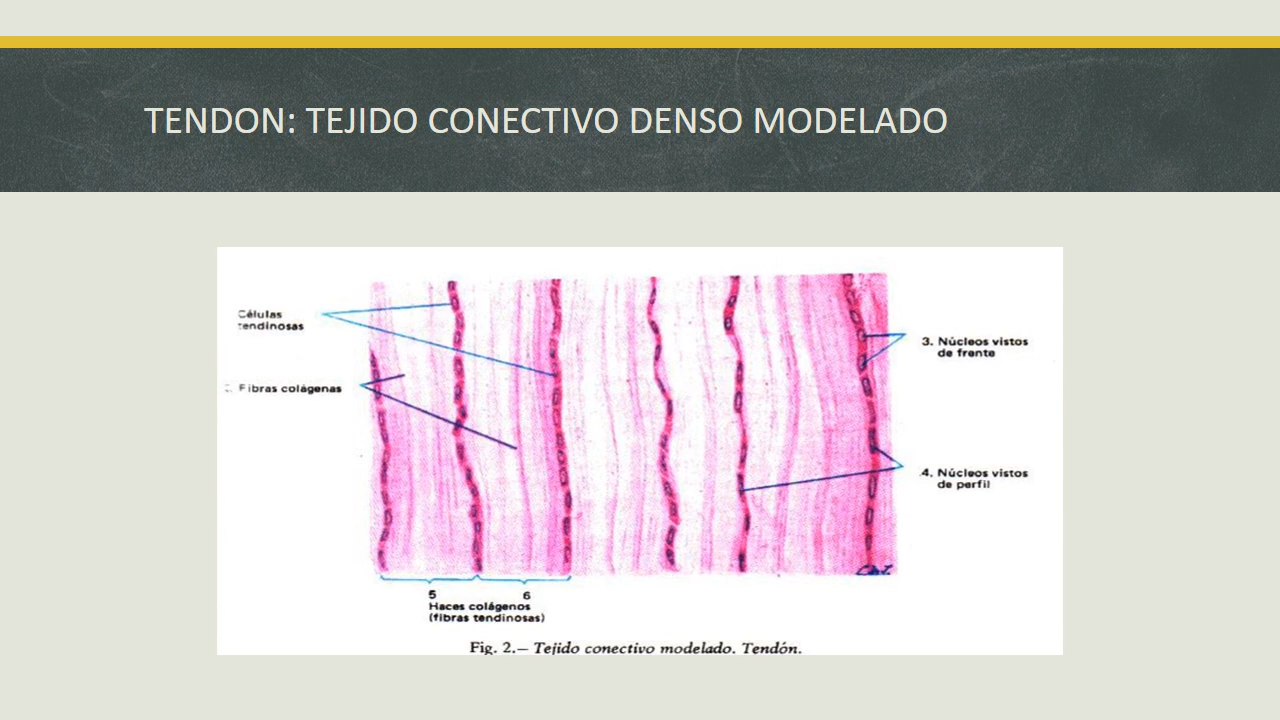 TENDON: TEJIDO CONECTIVO DENSO MODELADO
Células
tendinosas
Fibras colágenas
3. Núcleos vistos
de frente
4. Núcleos vistos
de perfil
5 6
Haces colágenos
(fibras tendinosas)
Fig. 2.— Tejido conectivo modelado. Tendón.